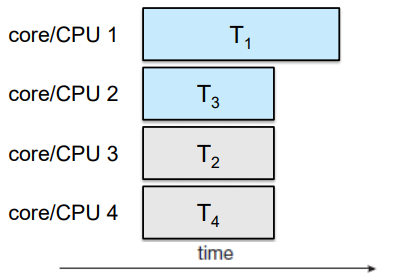 core/CPU 1 T₁
core/CPU 2 T₃
core/CPU 3 T₂
core/CPU 4 T₄
time